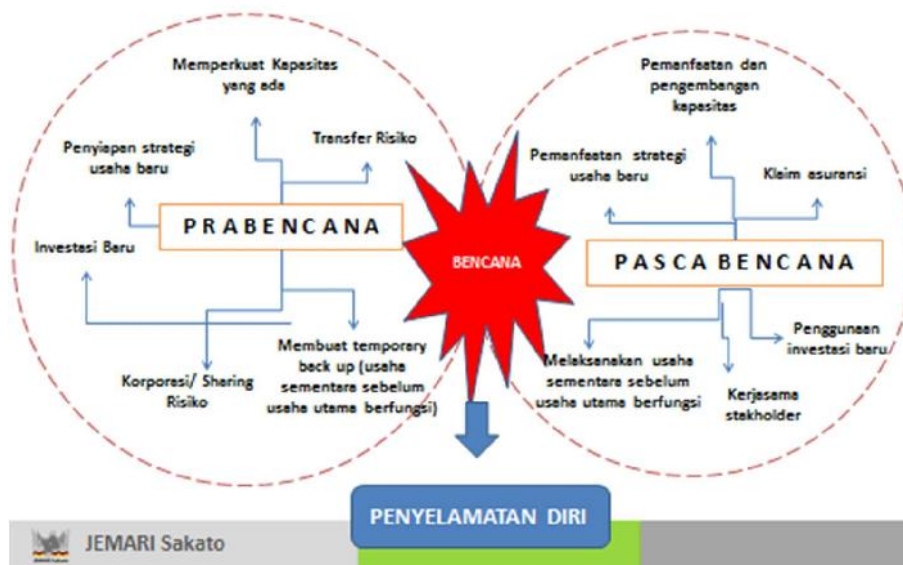 Memperkuat Kapasitas
yang ada
Transfer Risiko
Penyiapan strategi
usaha baru
PRABENCANA
Investasi Baru
Korporasi/ Sharing
Risiko
Membuat temporary
back up (usaha
sementara sebelum
usaha utama berfungsi)
BENCANA
Pemanfaatan dan
pengembangan
kapasitas
Pemanfaatan strategi
usaha baru
Klaim asuransi
PASCA BENCANA
Melaksanakan usaha
sementara sebelum
usaha utama berfungsi
Kerjasama
stakholder
Penggunaan
investasi baru
PENYELAMATAN DIRI
JEMARI Sakato